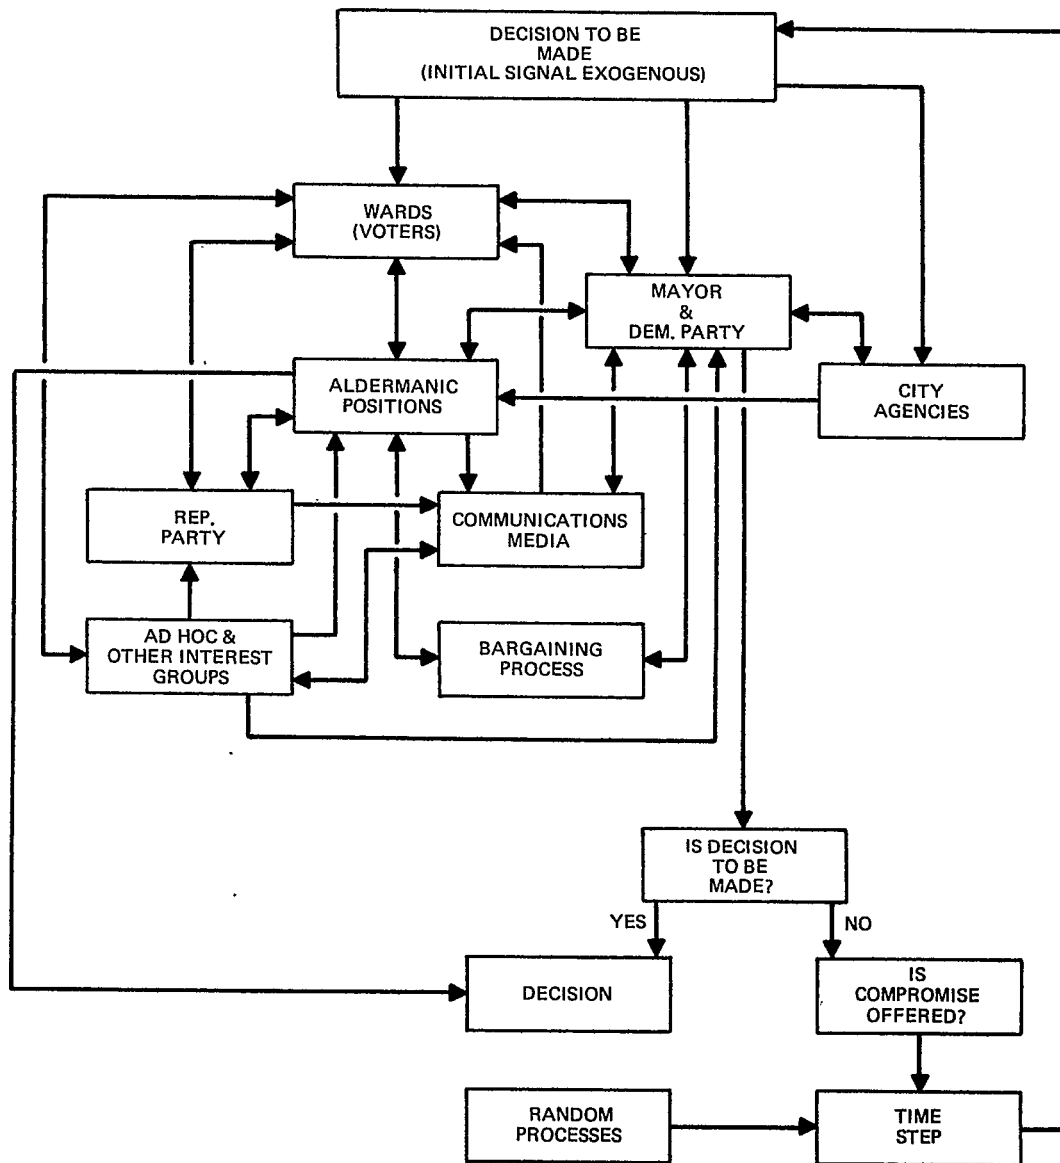 DECISION TO BE
MADE
(INITIAL SIGNAL EXOGENOUS)
WARDS
(VOTERS)
MAYOR
&
DEM. PARTY
ALDERMANIC
POSITIONS
CITY
AGENCIES
REP.
PARTY
COMMUNICATIONS
MEDIA
AD HOC &
OTHER INTEREST
GROUPS
BARGAINING
PROCESS
IS DECISION
TO BE
MADE?
YES
NO
DECISION
IS
COMPROMISE
OFFERED?
RANDOM
PROCESSES
TIME
STEP